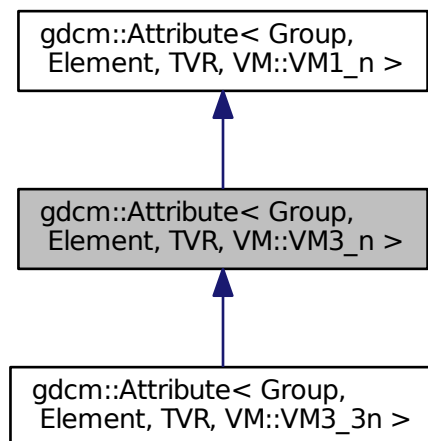 gdcm::Attribute< Group,
Element, TVR, VM::VM1_n >
gdcm::Attribute< Group,
Element, TVR, VM::VM3_n >
gdcm::Attribute< Group,
Element, TVR, VM::VM3_3n >